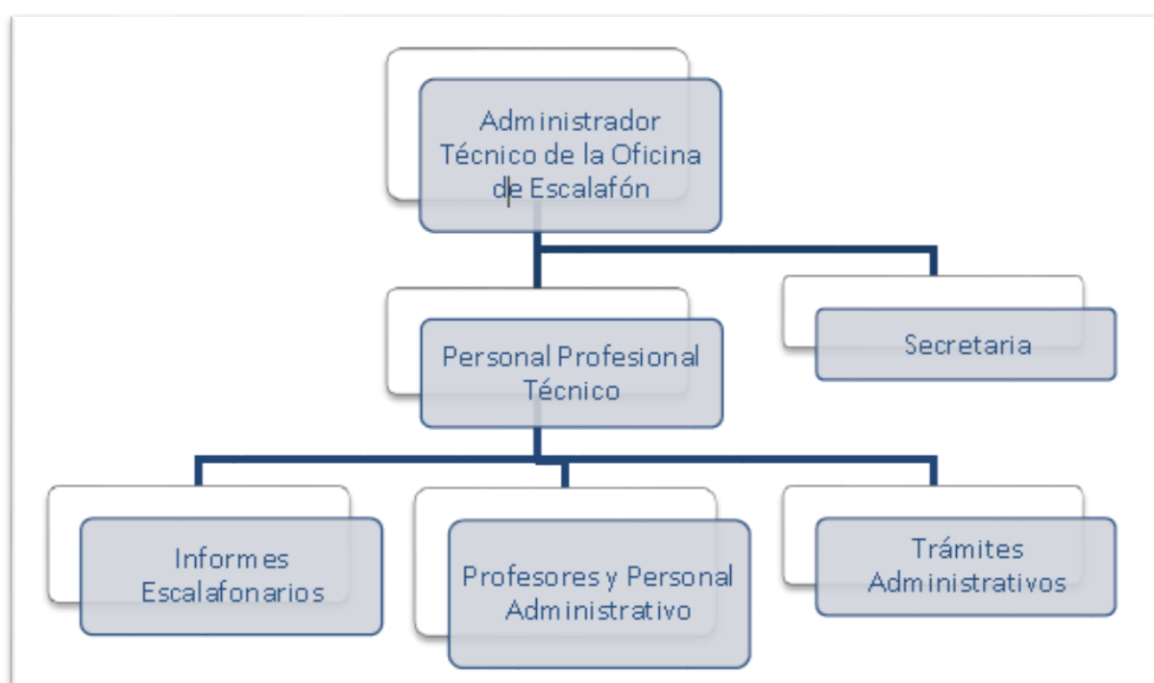 Administrador
Técnico de la Oficina
de Escalafón
Personal Profesional
Técnico
Secretaria
Informes
Escalafonarios
Profesores y Personal
Administrativo
Trámites
Administrativos